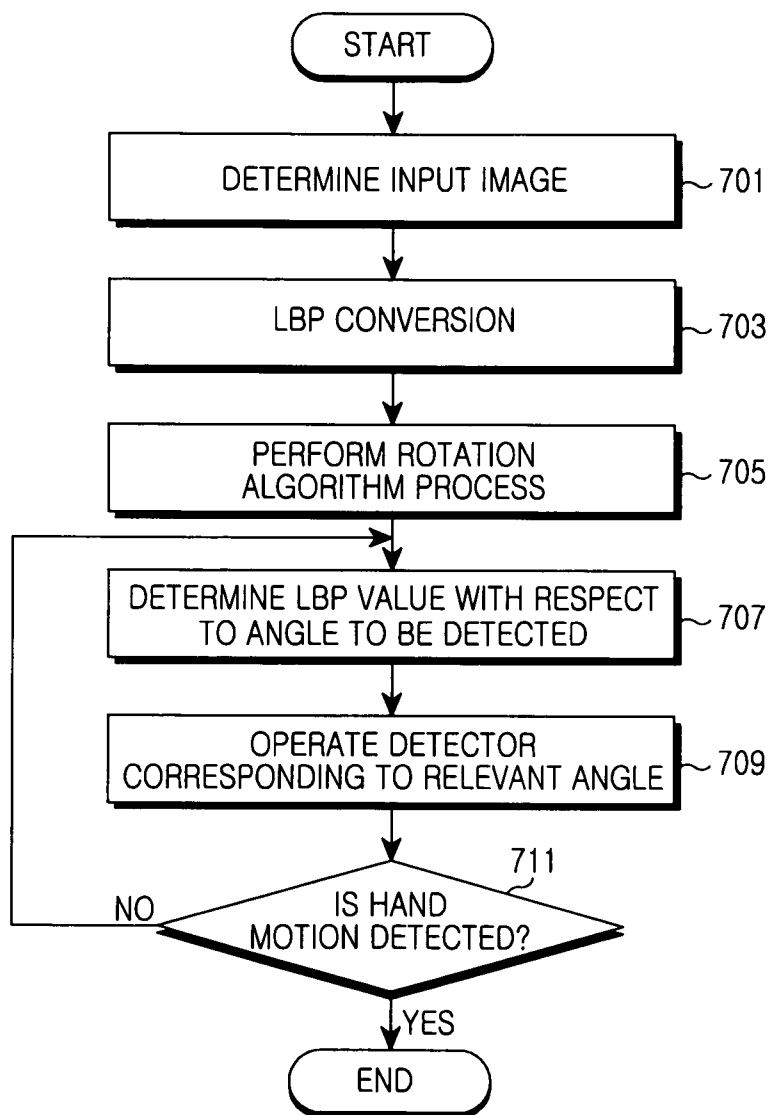 START
DETERMINE INPUT IMAGE
701
LBP CONVERSION
703
PERFORM ROTATION
ALGORITHM PROCESS
705
DETERMINE LBP VALUE WITH RESPECT
TO ANGLE TO BE DETECTED
707
OPERATE DETECTOR
CORRESPONDING TO RELEVANT ANGLE
709
711
IS HAND
MOTION DETECTED?
NO
YES
END